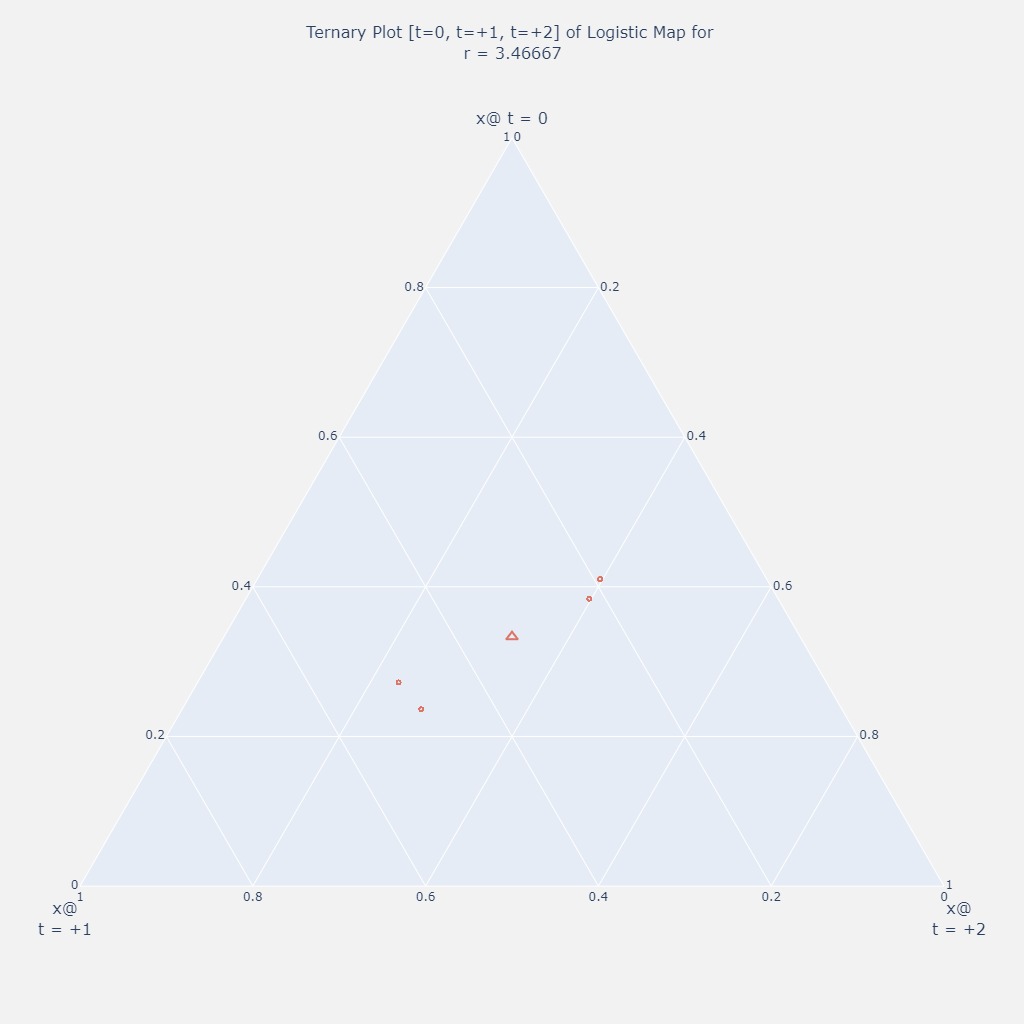 Ternary Plot [t=0, t=+1, t=+2] of Logistic Map for
r = 3.46667
x@ t = 0
1 0
0.8 0.2
0.6 0.4
0.4 0.6
0.2 0.8
0 1
1 0.8 0.6 0.4 0.2 0
x@ x@
t = +1 t = +2